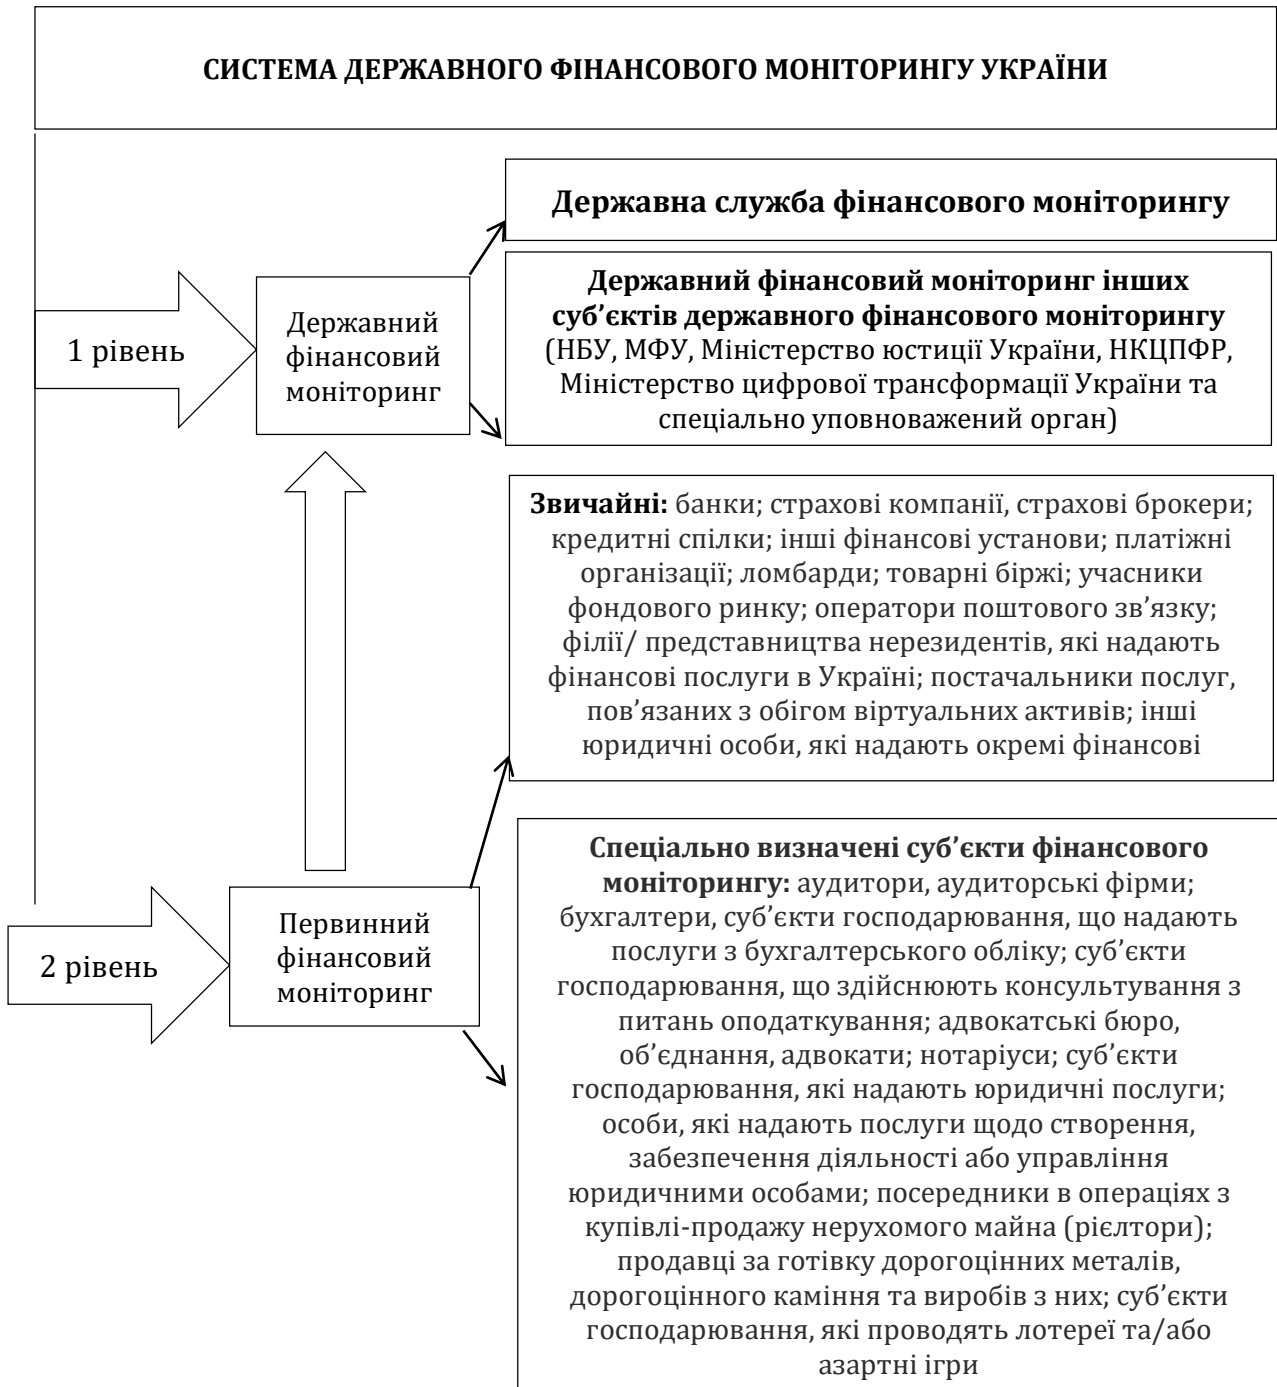 СИСТЕМА ДЕРЖАВНОГО ФІНАНСОВОГО МОНІТОРИНГУ УКРАЇНИ
Державна служба фінансового моніторингу
1 рівень
Державний
фінансовий
моніторинг
Державний фінансовий моніторинг інших
суб’єктів державного фінансового моніторингу
(НБУ, МФУ, Міністерство юстиції України, НКЦПФР,
Міністерство цифрової трансформації України та
спеціально уповноважений орган)
Звичайні: банки; страхові компанії, страхові брокери;
кредитні спілки; інші фінансові установи; платіжні
організації; ломбарди; товарні біржі; учасники
фондового ринку; оператори поштового зв’язку;
філії/ представництва нерезидентів, які надають
фінансові послуги в Україні; постачальники послуг,
пов’язаних з обігом віртуальних активів; інші
юридичні особи, які надають окремі фінансові
2 рівень
Первинний
фінансовий
моніторинг
Спеціально визначені суб’єкти фінансового
моніторингу: аудитори, аудиторські фірми;
бухгалтери, суб’єкти господарювання, що надають
послуги з бухгалтерського обліку; суб’єкти
господарювання, що здійснюють консультування з
питань оподаткування; адвокатські бюро,
об’єднання, адвокати; нотаріуси; суб’єкти
господарювання, які надають юридичні послуги;
особи, які надають послуги щодо створення,
забезпечення діяльності або управління
юридичними особами; посередники в операціях з
купівлі-продажу нерухомого майна (рієлтори);
продавці за готівку дорогоцінних металів,
дорогоцінного каміння та виробів з них; суб’єкти
господарювання, які проводять лотереї та/або
азартні ігри